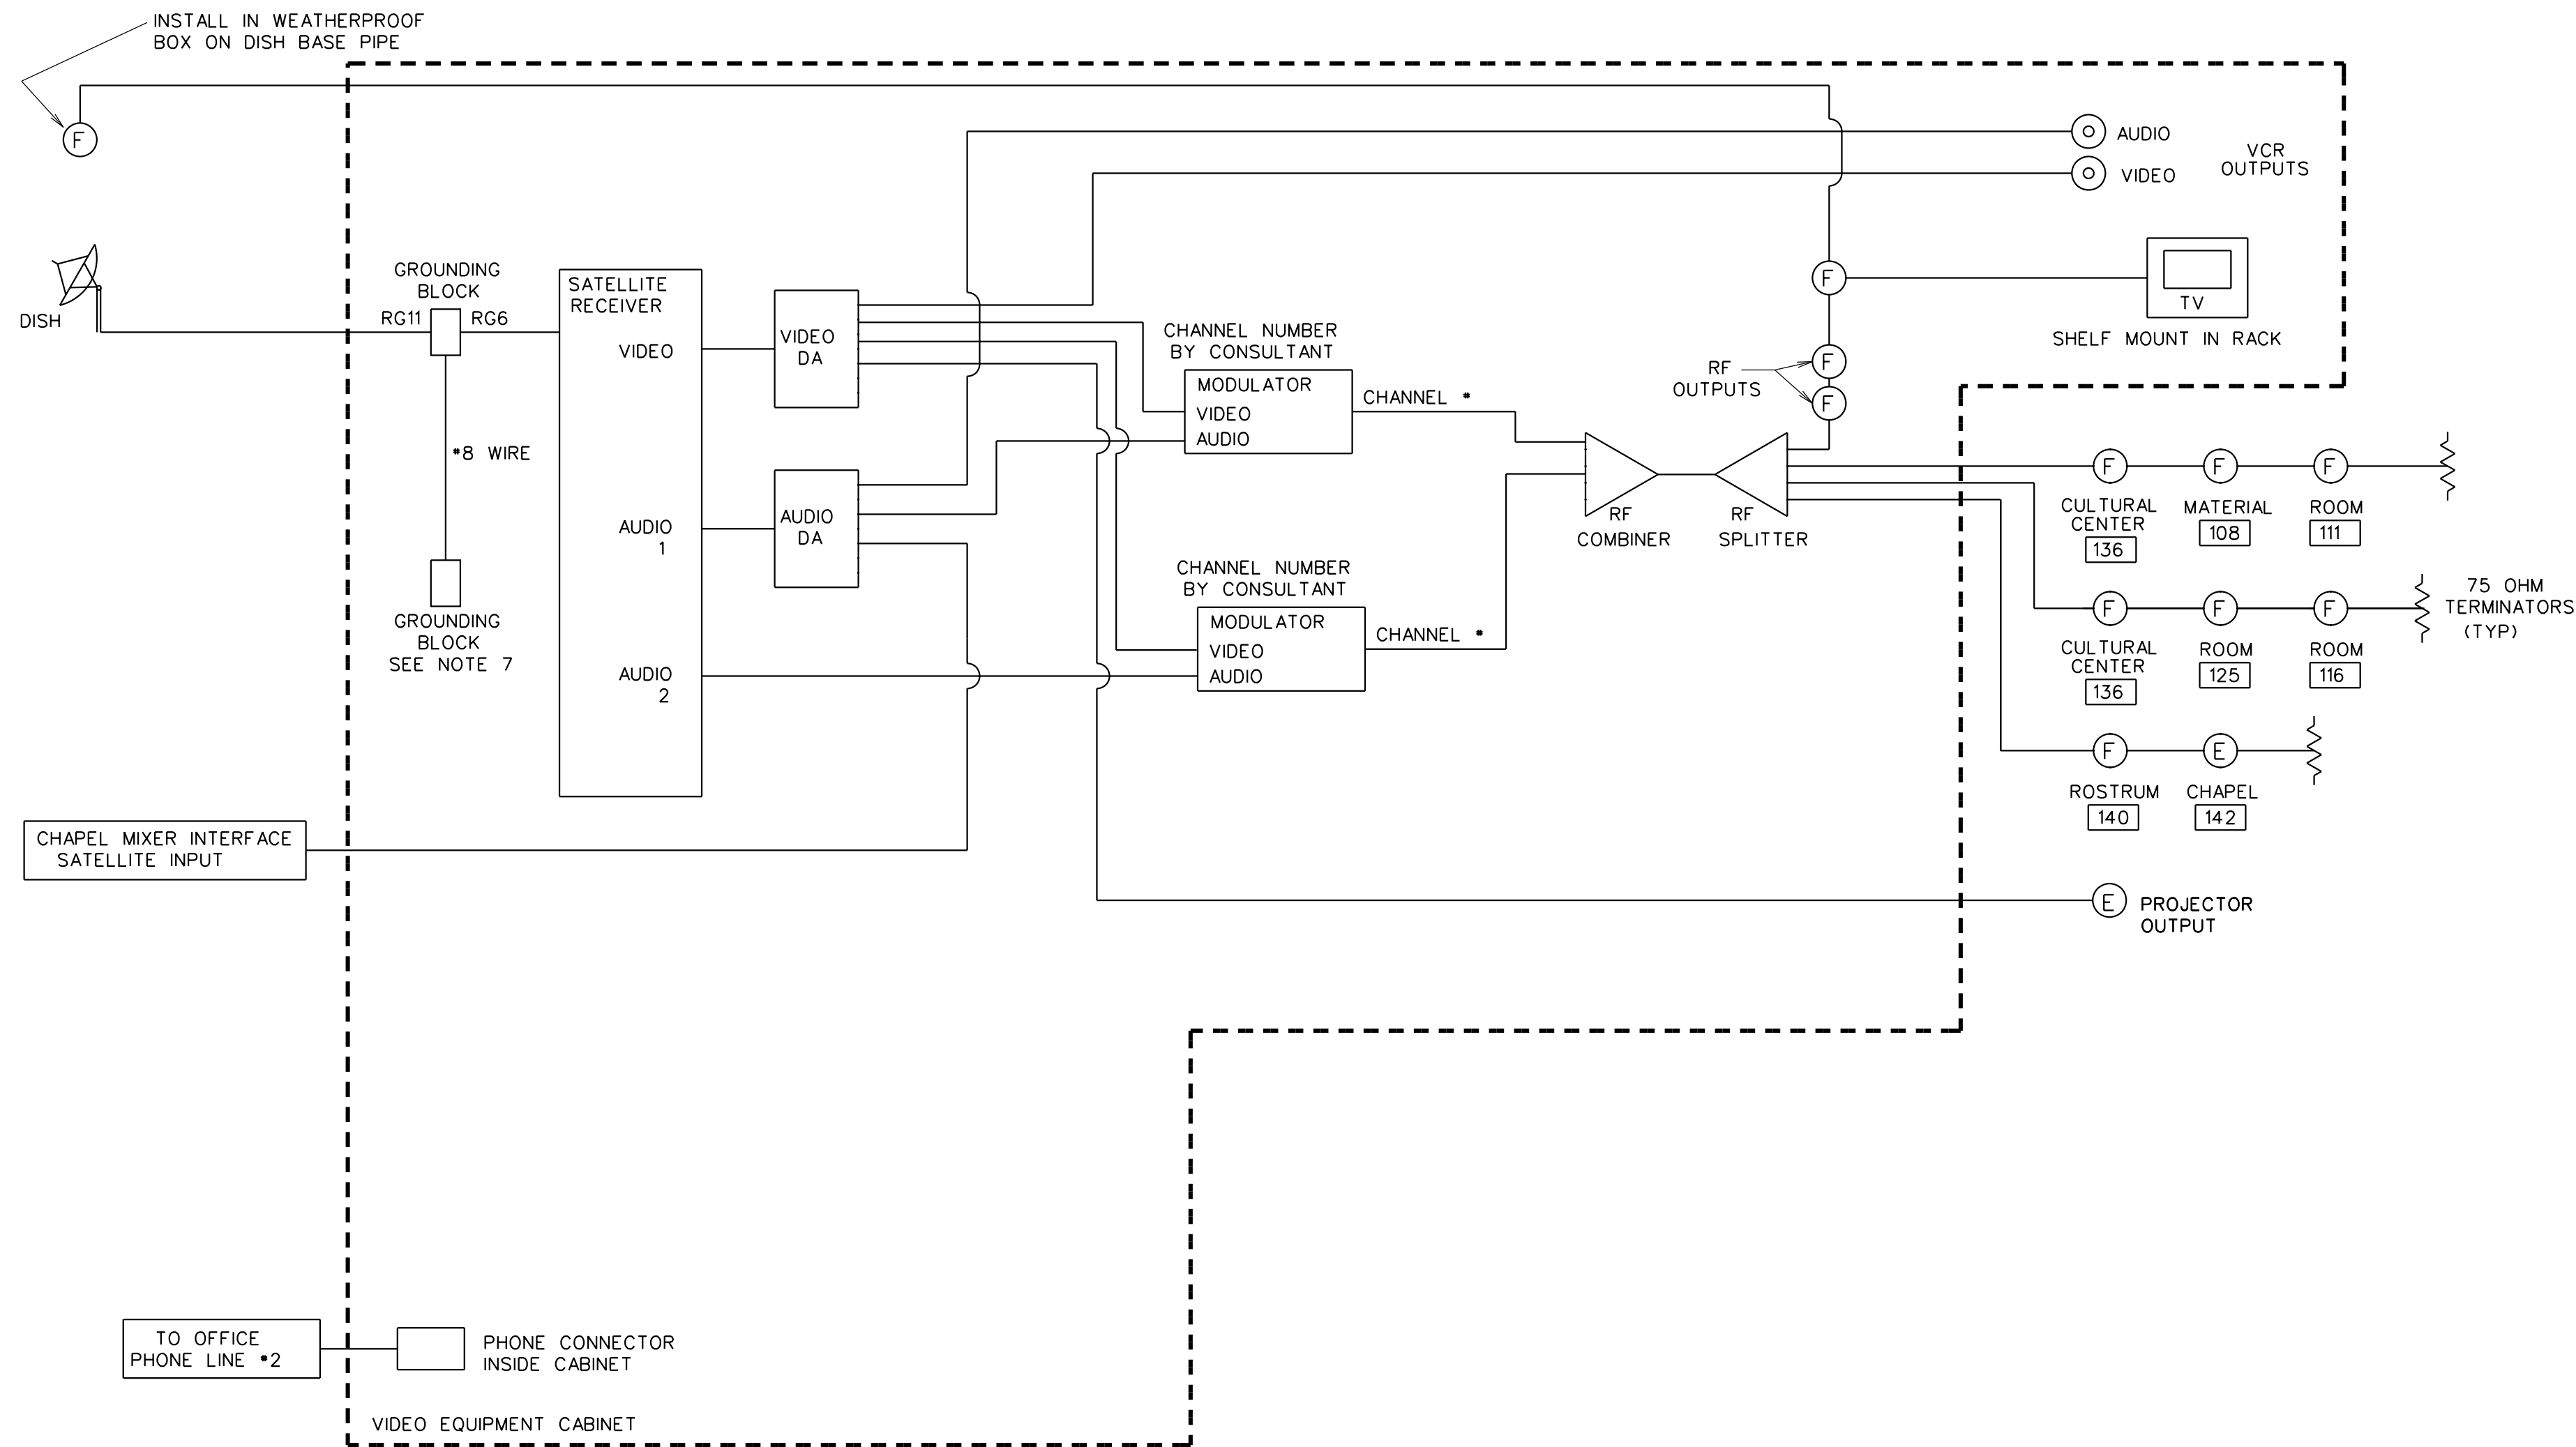 INSTALL IN WEATHERPROOF
BOX ON DISH BASE PIPE
F
AUDIO
VIDEO
VCR
OUTPUTS
DISH
GROUNDING
BLOCK
RG11
RG6
#8 WIRE
GROUNDING
BLOCK
SEE NOTE 7
SATELLITE
RECEIVER
VIDEO
AUDIO
1
AUDIO
2
VIDEO
DA
AUDIO
DA
CHANNEL NUMBER
BY CONSULTANT
MODULATOR
VIDEO
AUDIO
CHANNEL #
CHANNEL NUMBER
BY CONSULTANT
MODULATOR
VIDEO
AUDIO
CHANNEL #
F
TV
SHELF MOUNT IN RACK
RF
OUTPUTS
F
F
RF
COMBINER
RF
SPLITTER
F
F
F
CULTURAL
CENTER
136
MATERIAL
108
ROOM
111
F
F
F
CULTURAL
CENTER
136
ROOM
125
ROOM
116
75 OHM
TERMINATORS
(TYP)
F
E
ROSTRUM
140
CHAPEL
142
CHAPEL MIXER INTERFACE
SATELLITE INPUT
E
PROJECTOR
OUTPUT
TO OFFICE
PHONE LINE #2
PHONE CONNECTOR
INSIDE CABINET
VIDEO EQUIPMENT CABINET